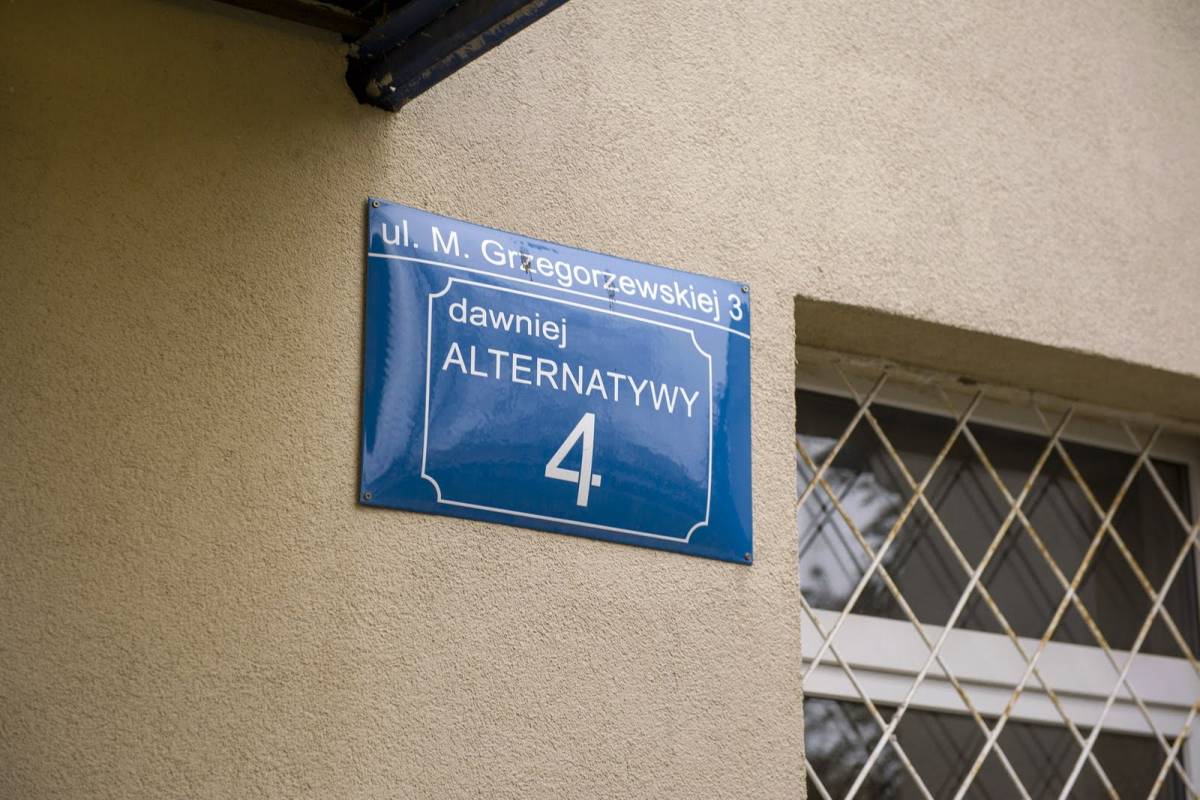 ul. M. Grzegorzewskiej 3
dawniej
ALTERNATYWY
4